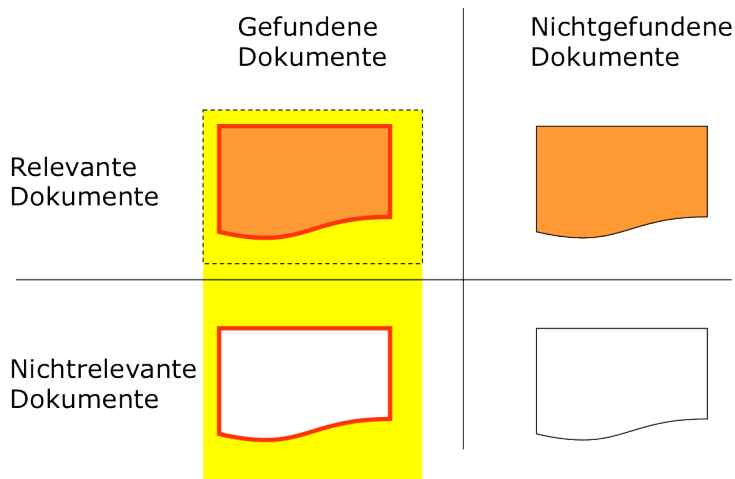 Gefundene
Dokumente
Nichtgefundene
Dokumente
Relevante
Dokumente
Nichtrelevante
Dokumente